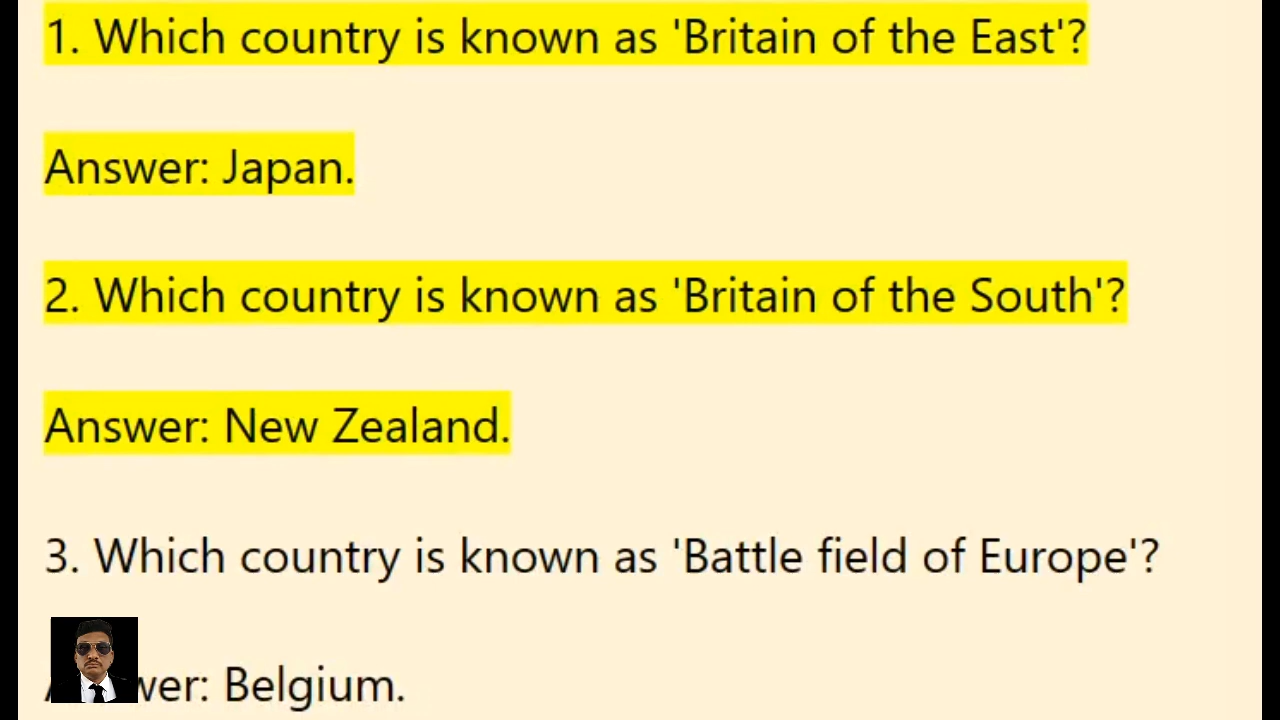 1. Which country is known as 'Britain of the East'?
Answer: Japan.
2. Which country is known as 'Britain of the South'?
Answer: New Zealand.
3. Which country is known as 'Battle field of Europe'?
wer: Belgium.